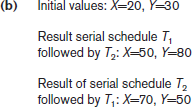 (b) Initial values: X=20, Y=30
Result serial schedule T₁
followed by T₂: X=50, Y=80
Result of serial schedule T₂
followed by T₁: X=70, Y=50